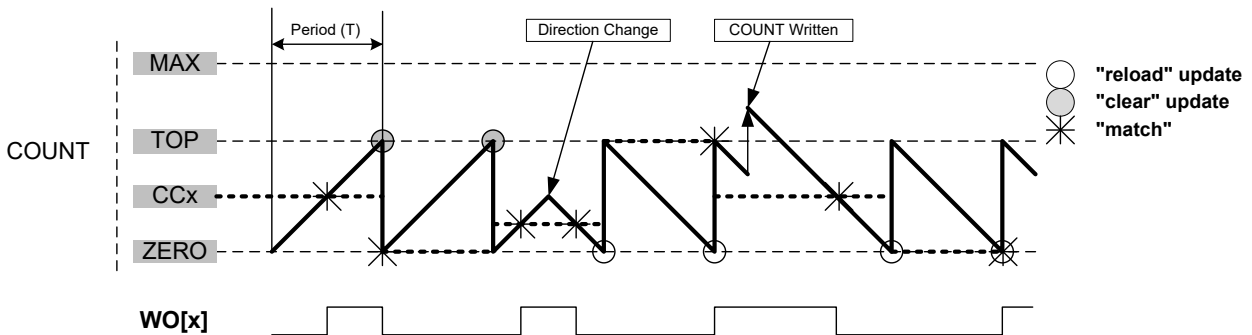 Period (T)
Direction Change
COUNT Written
MAX
"reload" update
"clear" update
TOP
"match"
COUNT
CCx
ZERO
WO[x]